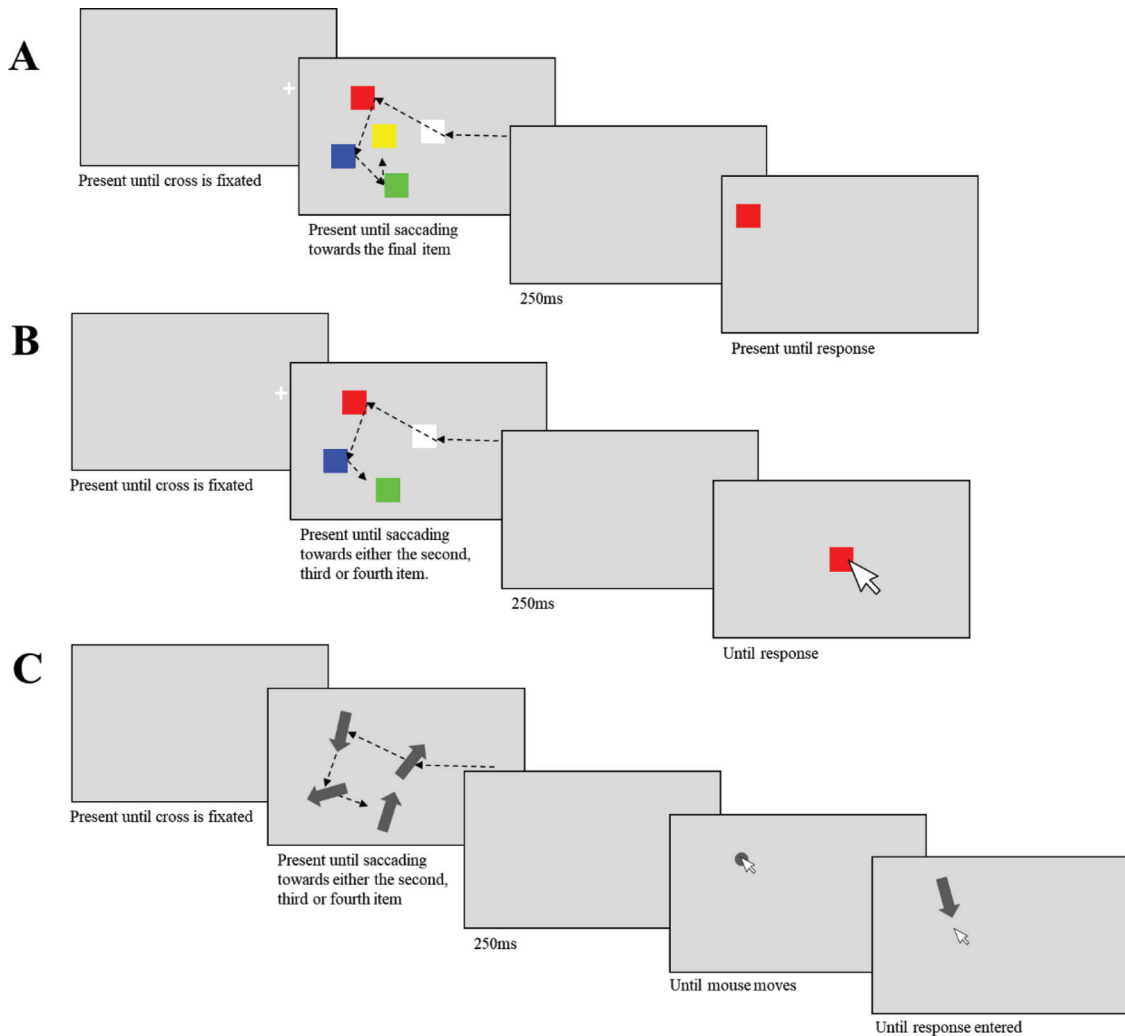 A
Present until cross is fixated
Present until saccading
towards the final item
250ms
Present until response
B
Present until cross is fixated
Present until saccading
towards either the second,
third or fourth item.
250ms
Until response
C
Present until cross is fixated
Present until saccading
towards either the second,
third or fourth item
250ms
Until mouse moves
Until response entered